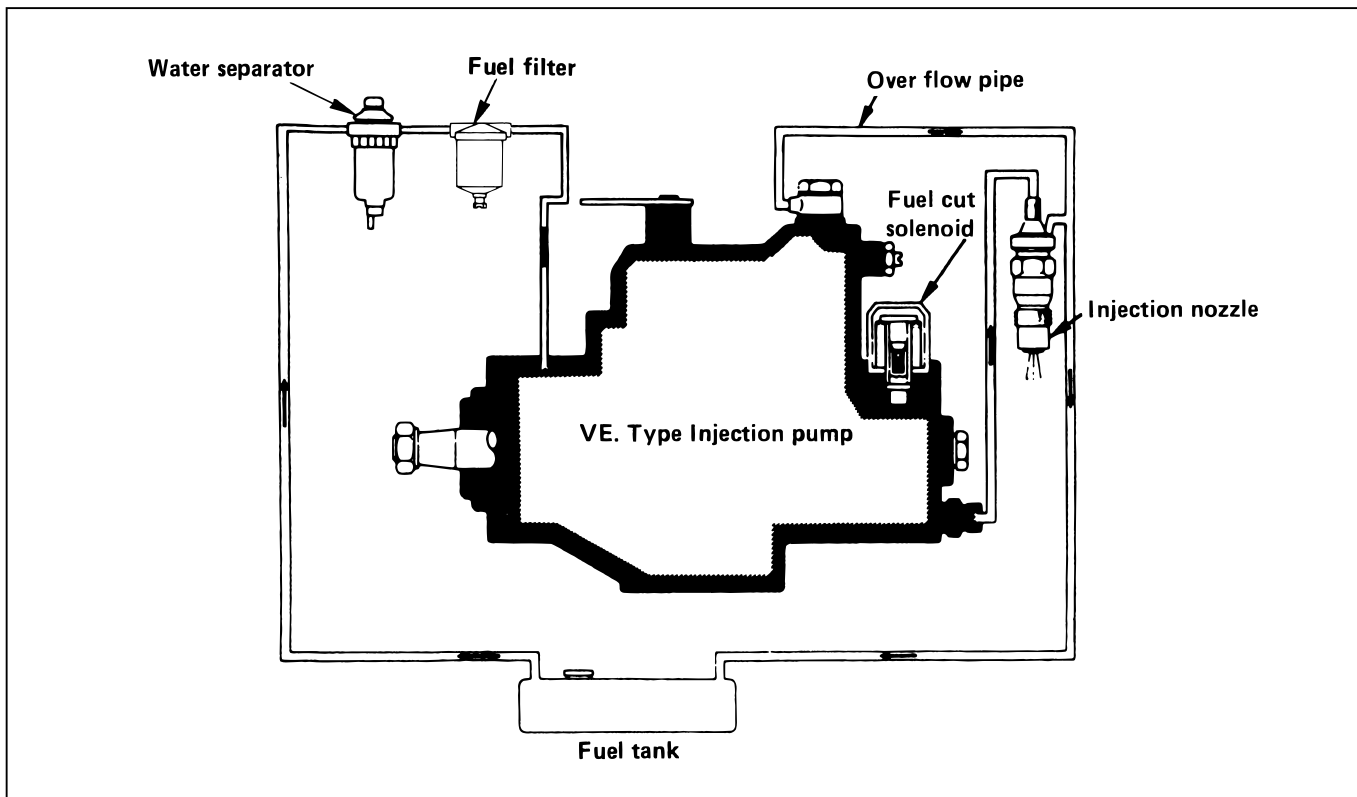 Water separator
Fuel filter
Over flow pipe
Fuel cut
solenoid
Injection nozzle
VE. Type Injection pump
Fuel tank